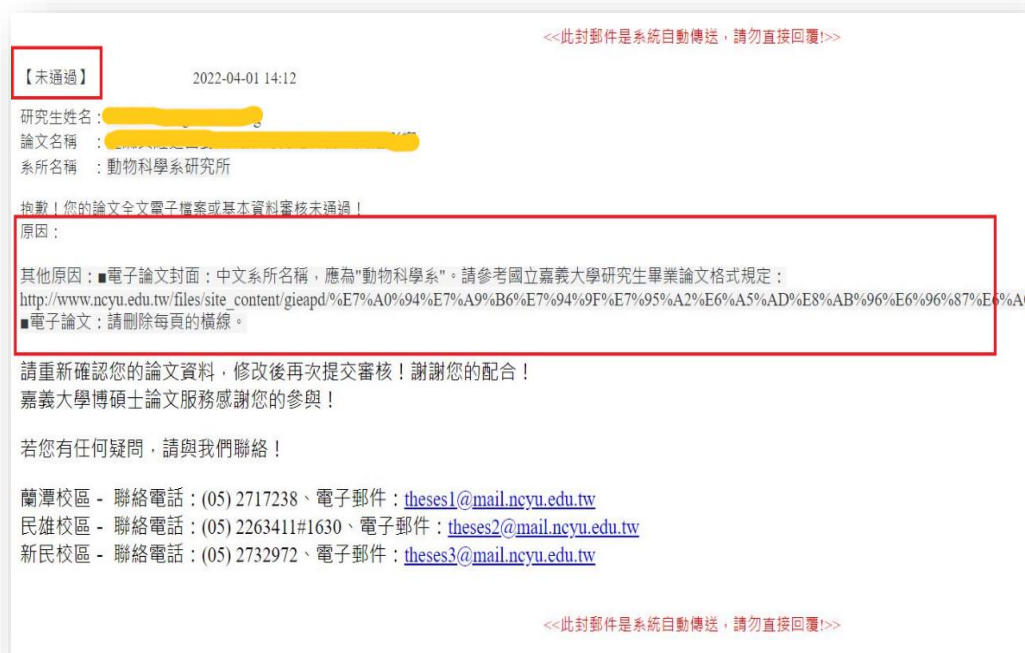 <<此封郵件是系統自動傳送，請勿直接回覆!>>
【未通過】 2022-04-01 14:12
研究生姓名：
論文名稱 ：
系所名稱 ：動物科學系研究所
抱歉！您的論文全文電子檔案或基本資料審核未通過！
原因：
其他原因：■電子論文封面：中文系所名稱，應為"動物科學系"。請參考國立嘉義大學研究生畢業論文格式規定：
http://www.ncyu.edu.tw/files/site_content/gieapd/%E7%A0%94%E7%A9%B6%E7%94%9F%E7%95%A2%E6%A5%AD%E8%AB%96%E6%96%87%E6%A0
■電子論文：請刪除每頁的橫線。
請重新確認您的論文資料，修改後再次提交審核！謝謝您的配合！
嘉義大學博碩士論文服務感謝您的參與！
若您有任何疑問，請與我們聯絡！
蘭潭校區 - 聯絡電話：(05) 2717238、電子郵件：theses1@mail.ncyu.edu.tw
民雄校區 - 聯絡電話：(05) 2263411#1630、電子郵件：theses2@mail.ncyu.edu.tw
新民校區 - 聯絡電話：(05) 2732972、電子郵件：theses3@mail.ncyu.edu.tw
<<此封郵件是系統自動傳送，請勿直接回覆!>>